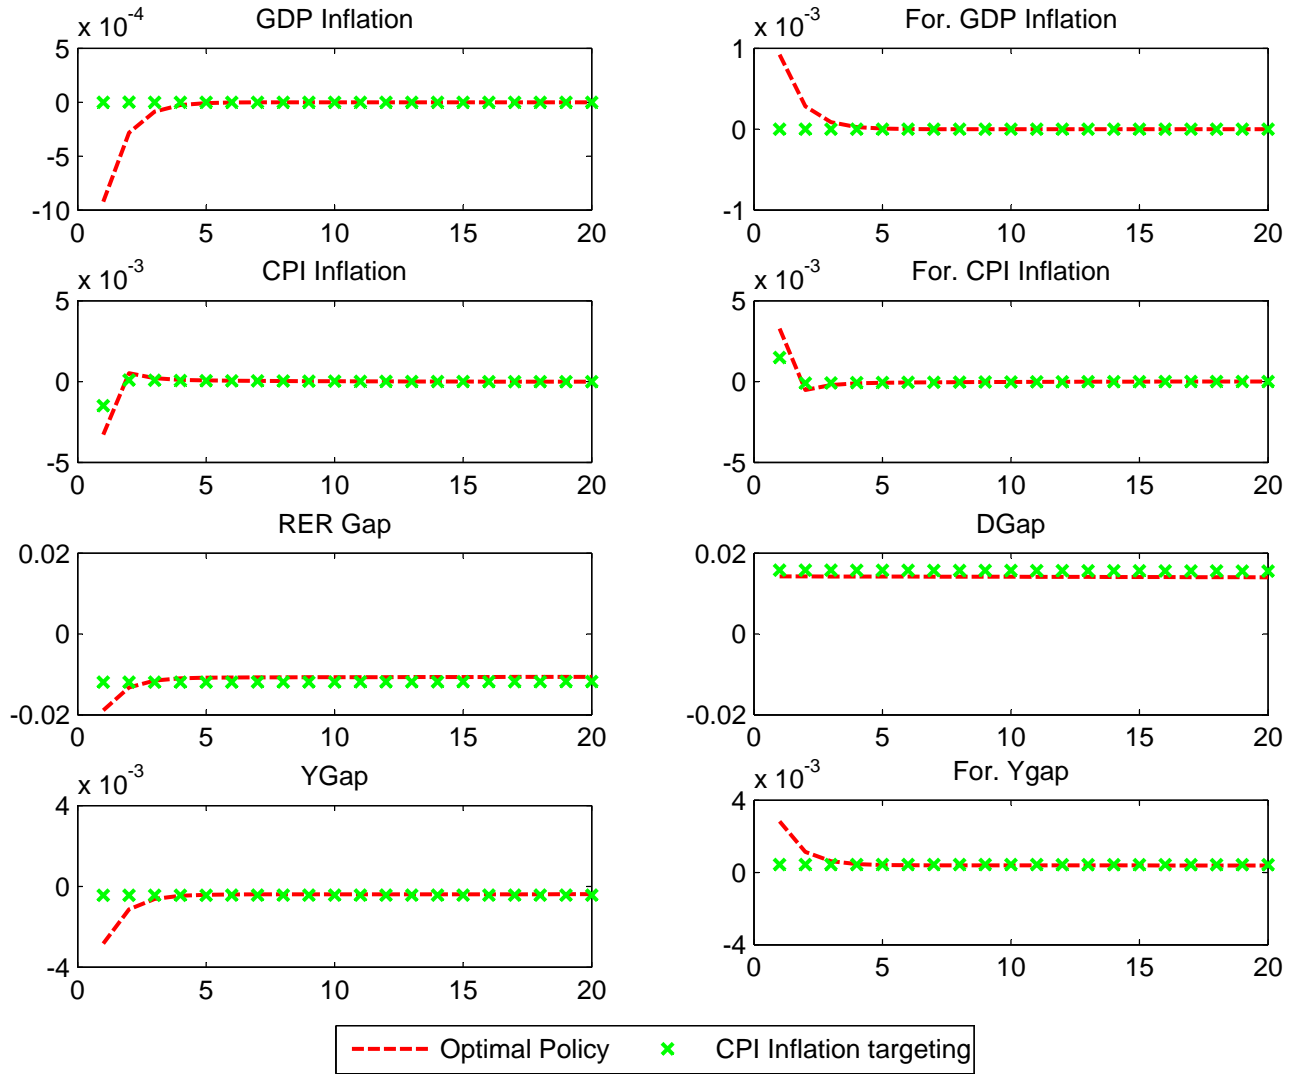 x 10-4
GDP Inflation
5
0
-5
-10
0 5 10 15 20
x 10-3
For. GDP Inflation
1
0
-1
0 5 10 15 20
x 10-3
CPI Inflation
5
0
-5
0 5 10 15 20
x 10-3
For. CPI Inflation
5
0
-5
0 5 10 15 20
RER Gap
0.02
0
-0.02
0 5 10 15 20
DGap
0.02
0
-0.02
0 5 10 15 20
x 10-3
YGap
4
0
-4
0 5 10 15 20
x 10-3
For. Ygap
4
0
-4
0 5 10 15 20
Optimal Policy
CPI Inflation targeting